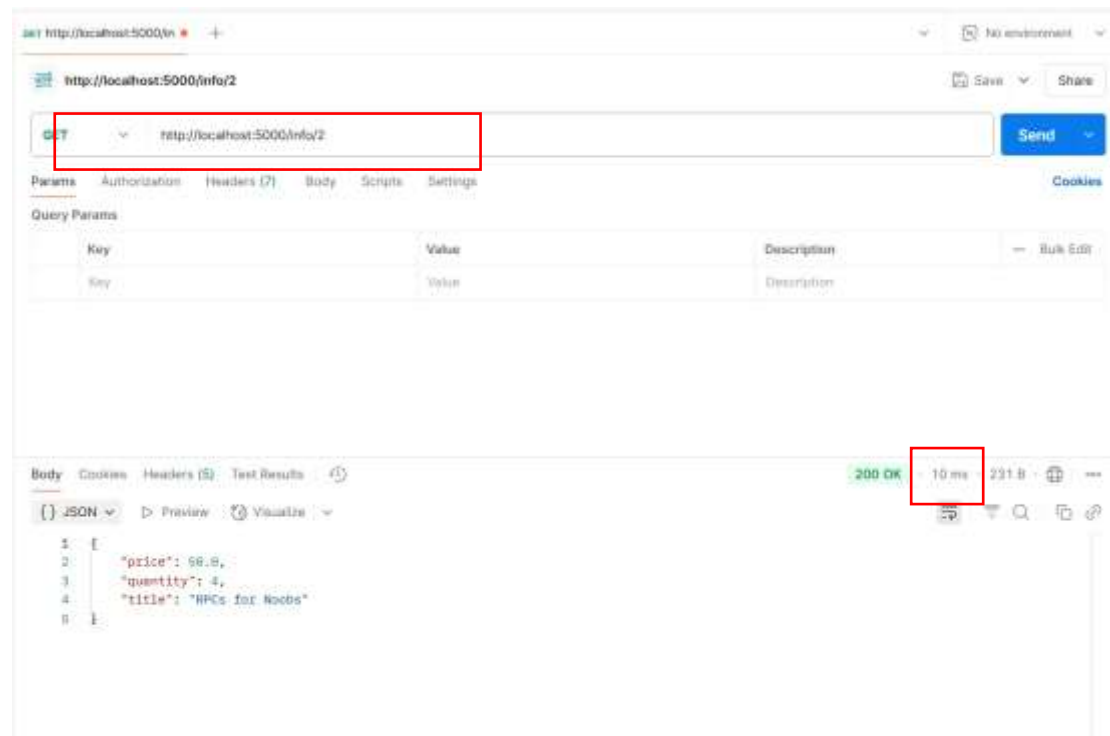 GET http://localhost:5000/in +
No environment
http://localhost:5000/info/2
Save Share
GET http://localhost:5000/info/2 Send
Params Authorization Headers (7) Body Scripts Settings Cookies
Query Params
Key Value Description Bulk Edit
Key Value Description
Body Cookies Headers (5) Test Results 200 OK 10 ms 231 B
{} JSON Preview Visualize
1 {
2 "price": 50.0,
3 "quantity": 4,
4 "title": "RPCs for Noobs"
5 }